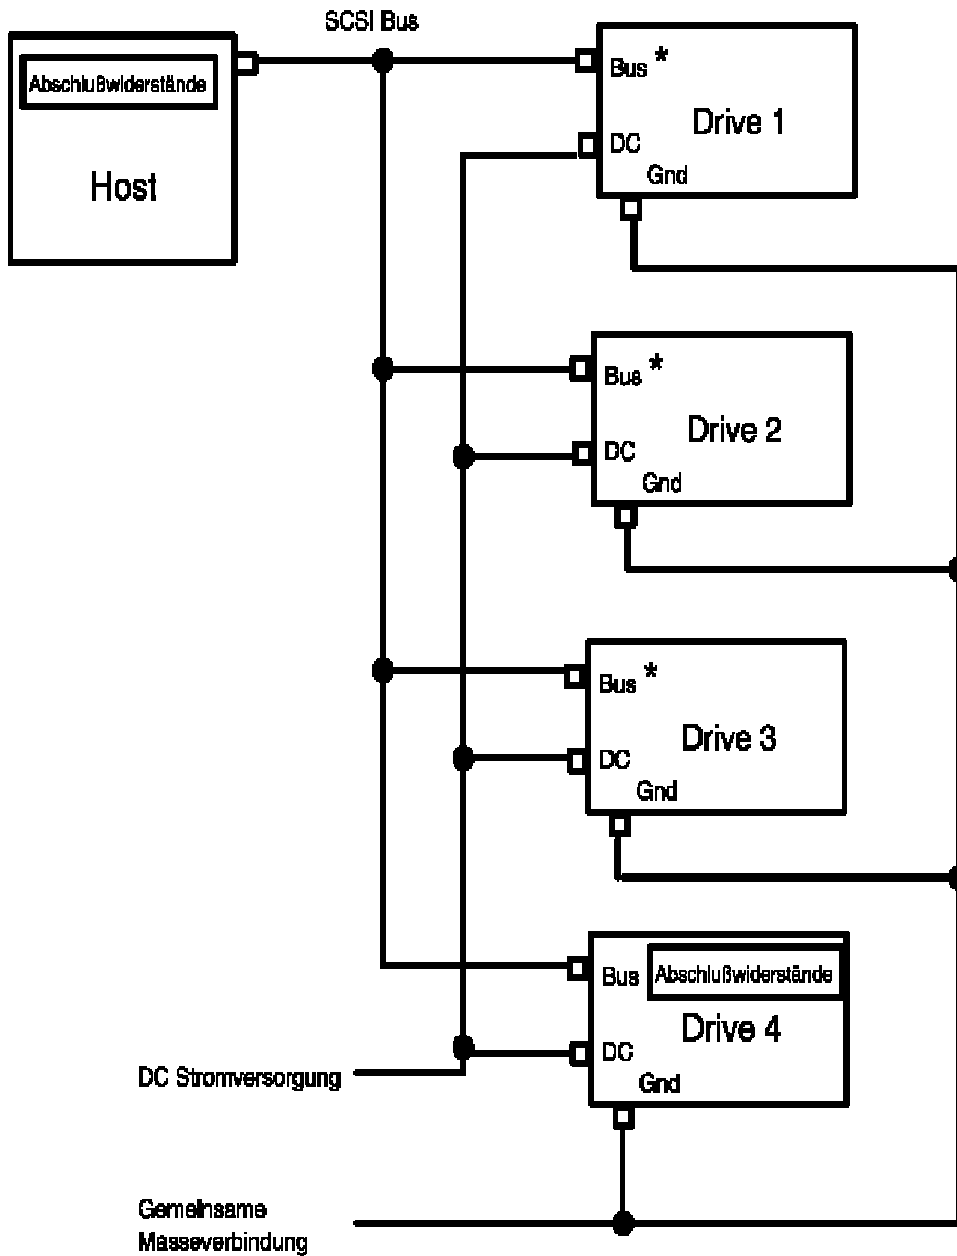 SCSI Bus
Abschlußwiderstände
Host
Bus *
Drive 1
DC
Gnd
Bus *
Drive 2
DC
Gnd
Bus *
Drive 3
DC
Gnd
Bus
Abschlußwiderstände
Drive 4
DC
Gnd
DC Stromversorgung
Gemeinsame
Masseverbindung